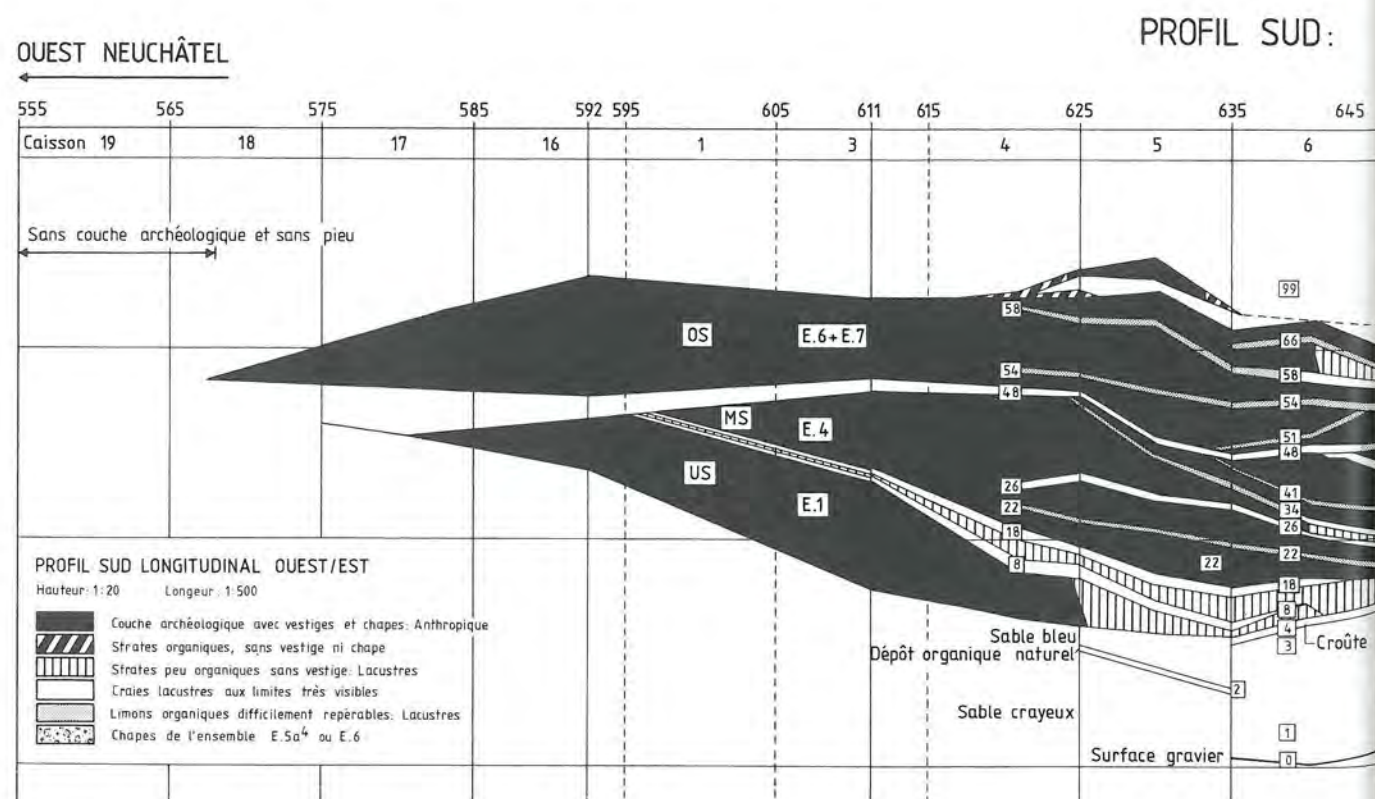 PROFIL SUD:
OUEST NEUCHÂTEL
555 565 575 585 592 595 605 611 615 625 635 645
Caisson 19 18 17 16 1 3 4 5 6
Sans couche archéologique et sans pieu
99
58
OS E.6+E.7
66
58
54
54
48
MS E.4
51
48
US
26
41
E.1
22
34
26
18
22
22
8
18
8
4
Sable bleu
3
Croûte
Dépôt organique naturel
2
Sable crayeux
1
Surface gravier
0
PROFIL SUD LONGITUDINAL OUEST/EST
Hauteur: 1:20 Longeur: 1:500
Couche archéologique avec vestiges et chapes: Anthropique
Strates organiques, sans vestige ni chape
Strates peu organiques sans vestige: Lacustres
Craies lacustres aux limites très visibles
Limons organiques difficilement repérables: Lacustres
Chapes de l'ensemble E.5a⁴ ou E.6